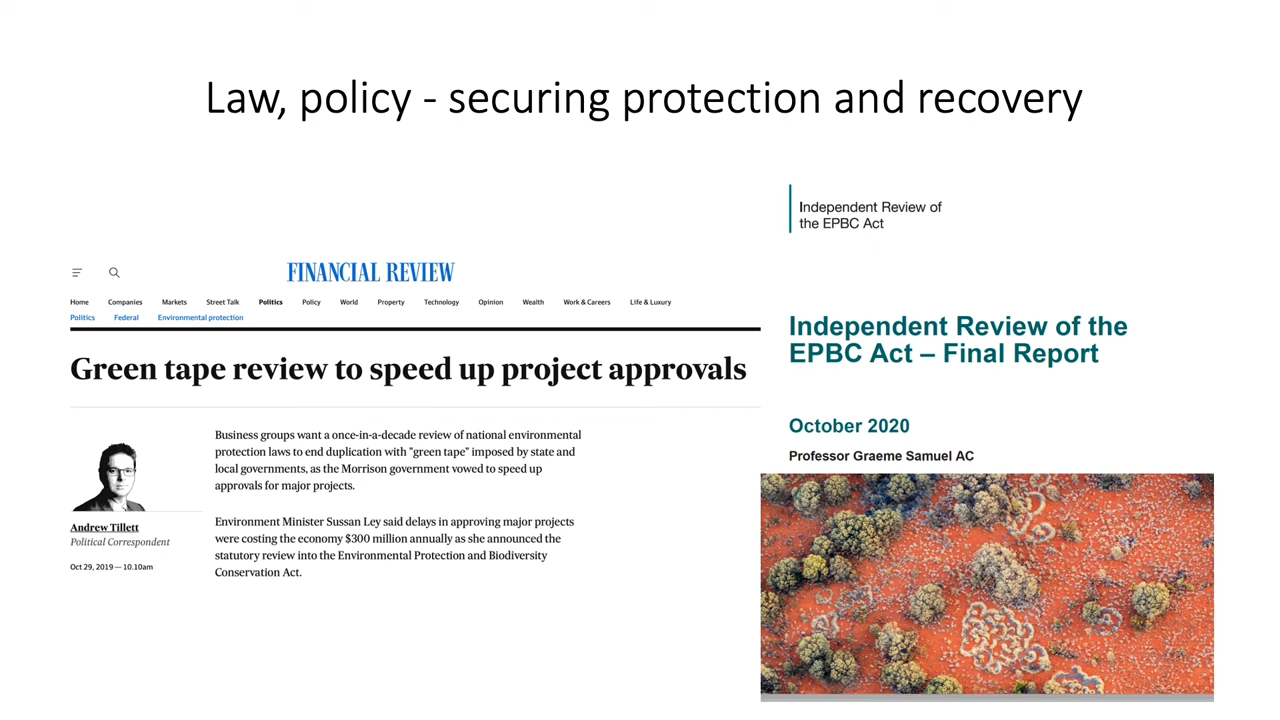 Law, policy - securing protection and recovery
FINANCIAL REVIEW
Home Companies Markets Street Talk Politics Policy World Property Technology Opinion Wealth Work & Careers Life & Luxury
Politics Federal Environmental protection
Green tape review to speed up project approvals
Andrew Tillett
Political Correspondent
Oct 29, 2019 — 10.10am
Business groups want a once-in-a-decade review of national environmental
protection laws to end duplication with "green tape" imposed by state and
local governments, as the Morrison government vowed to speed up
approvals for major projects.
Environment Minister Sussan Ley said delays in approving major projects
were costing the economy $300 million annually as she announced the
statutory review into the Environmental Protection and Biodiversity
Conservation Act.
Independent Review of
the EPBC Act
Independent Review of the
EPBC Act – Final Report
October 2020
Professor Graeme Samuel AC